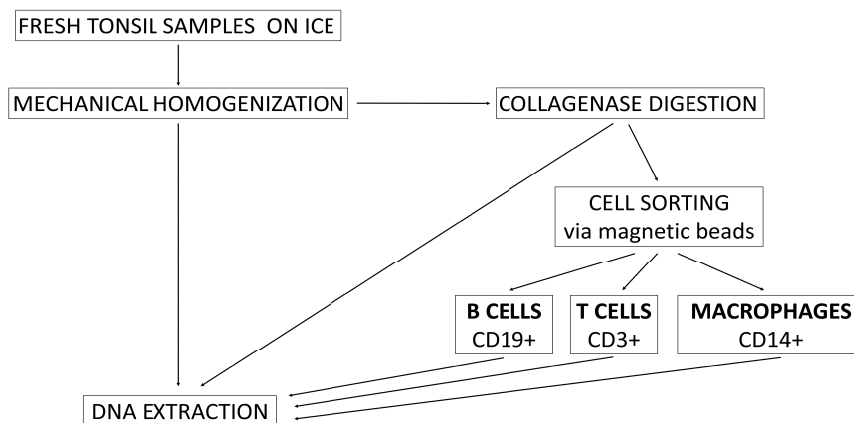 FRESH TONSIL SAMPLES ON ICE
MECHANICAL HOMOGENIZATION
COLLAGENASE DIGESTION
CELL SORTING
via magnetic beads
B CELLS
CD19+
T CELLS
CD3+
MACROPHAGES
CD14+
DNA EXTRACTION